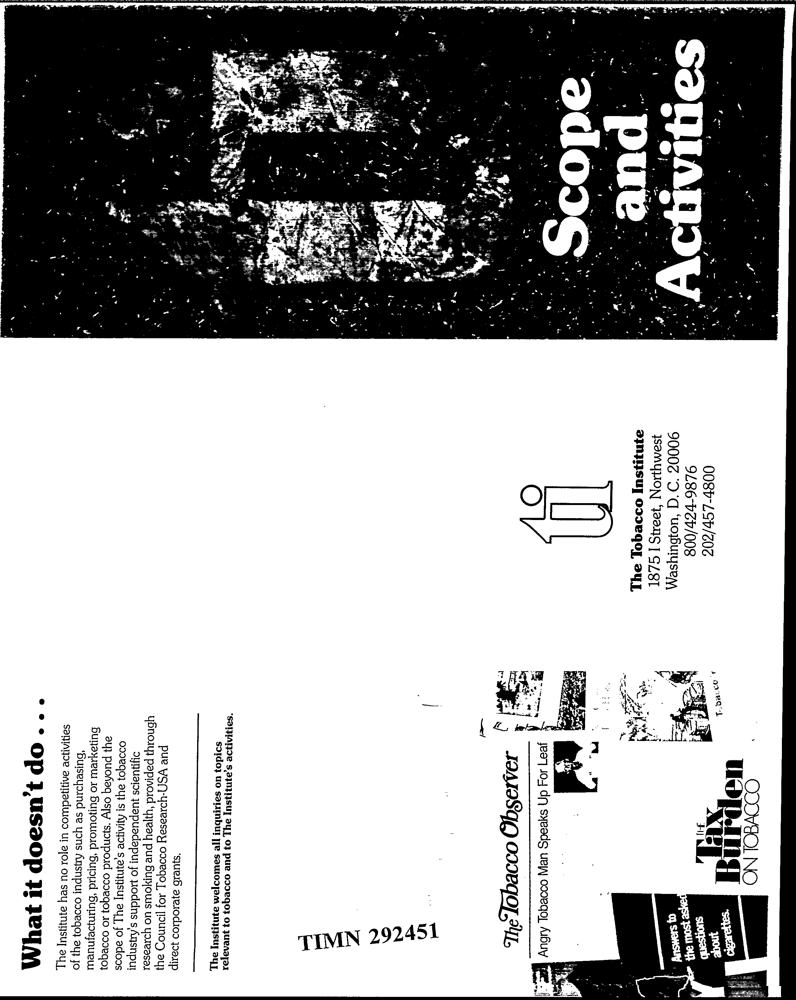 What it doesn't do . . .
The Institute has no role in competitive activities
of the tobacco industry such as purchasing,
manufacturing, pricing, promoting or marketing
tobacco or tobacco products. Also beyond the
scope of The Institute's activity is the tobacco
industry's support of independent scientific
research on smoking and health, provided through
the Council for Tobacco Research-USA and
direct corporate grants.
The Institute welcomes all inquiries on topics
relevant to tobacco and to The Institute's activities.
TIMN 292451
The Tobacco Observer
Angry Tobacco Man Speaks Up For Leaf
Answers to
the most asked
questions
about
cigarettes.
THE
Tax
Burden
ON TOBACCO
Tobacco
ti
The Tobacco Institute
1875 I Street, Northwest
Washington, D. C. 20006
800/424-9876
202/457-4800
Scope
and
Activities